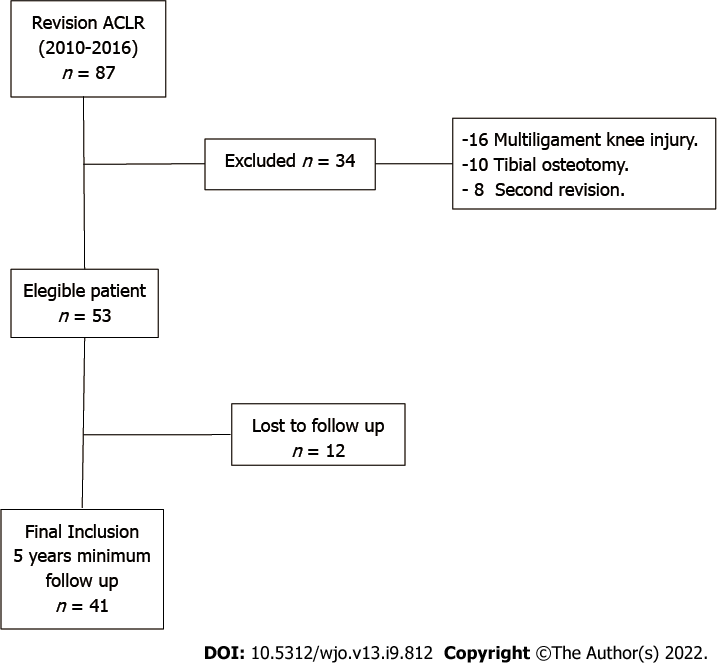 Revision ACLR
(2010-2016)
n = 87
Excluded n = 34
-16 Multiligament knee injury.
-10 Tibial osteotomy.
- 8 Second revision.
Elegible patient
n = 53
Lost to follow up
n = 12
Final Inclusion
5 years minimum
follow up
n = 41
DOI: 10.5312/wjo.v13.i9.812 Copyright ©The Author(s) 2022.